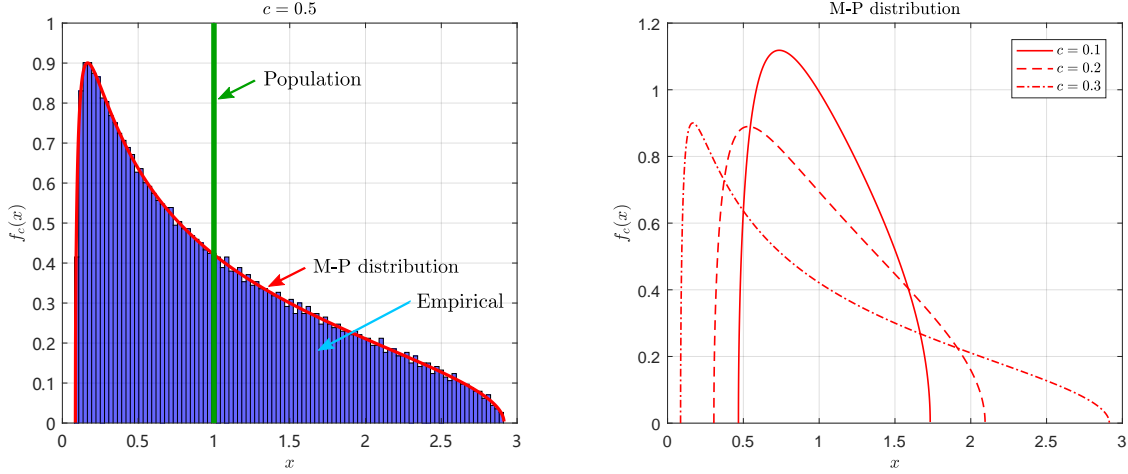 c = 0.5
1
0.9
0.8
0.7
0.6
0.5
0.4
0.3
0.2
0.1
0
f_c(x)
Population
M-P distribution
Empirical
0 0.5 1 1.5 2 2.5 3
x
M-P distribution
1.2
1
0.8
0.6
0.4
0.2
0
f_c(x)
c = 0.1
c = 0.2
c = 0.3
0 0.5 1 1.5 2 2.5 3
x